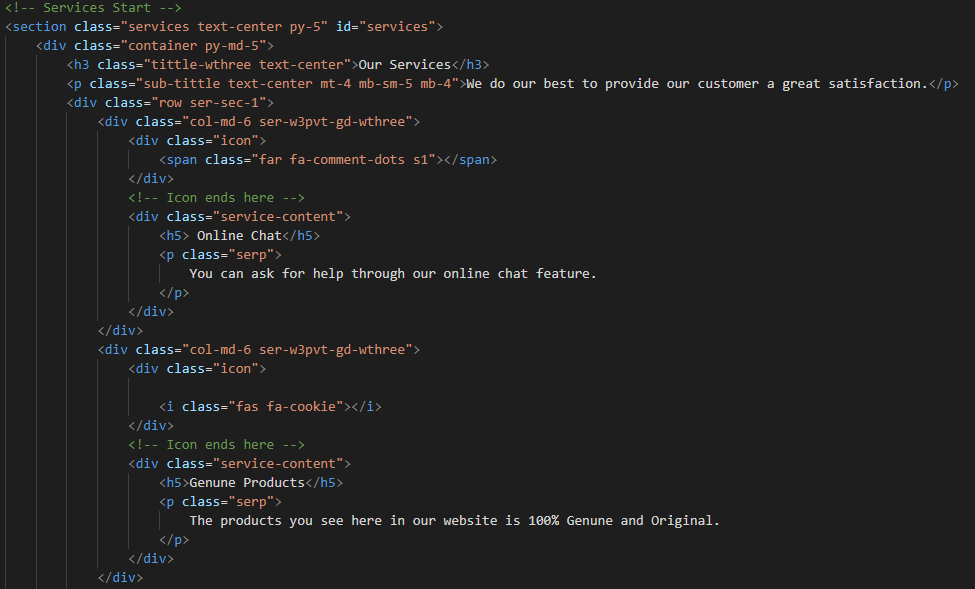 <!-- Services Start -->
<section class="services text-center py-5" id="services">
    <div class="container py-md-5">
        <h3 class="tittle-wthree text-center">Our Services</h3>
        <p class="sub-tittle text-center mt-4 mb-sm-5 mb-4">We do our best to provide our customer a great satisfaction.</p>
        <div class="row ser-sec-1">
            <div class="col-md-6 ser-w3pvt-gd-wthree">
                <div class="icon">
                    <span class="far fa-comment-dots s1"></span>
                </div>
                <!-- Icon ends here -->
                <div class="service-content">
                    <h5> Online Chat</h5>
                    <p class="serp">
                        You can ask for help through our online chat feature.
                    </p>
                </div>
            </div>
            <div class="col-md-6 ser-w3pvt-gd-wthree">
                <div class="icon">

                    <i class="fas fa-cookie"></i>
                </div>
                <!-- Icon ends here -->
                <div class="service-content">
                    <h5>Genune Products</h5>
                    <p class="serp">
                        The products you see here in our website is 100% Genune and Original.
                    </p>
                </div>
            </div>